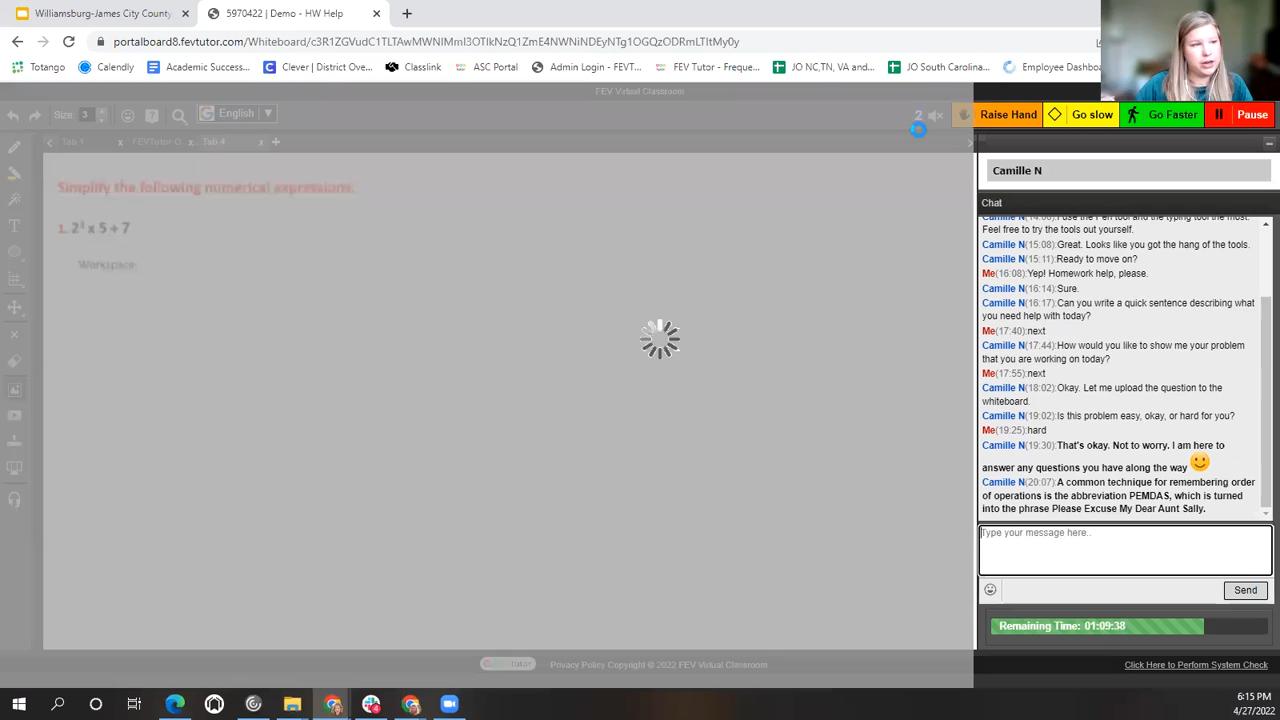 Williamsburg-James City County
5970422 | Demo - HW Help
portalboard8.fevtutor.com/Whiteboard/
Totango
Calendly
Academic Success...
Clever | District Ove...
Classlink
ASC Portal
Admin Login - FEVT...
FEV Tutor - Freque...
JO NC,TN, VA and...
JO South Carolina...
Employee Dashboa
FEV Virtual Classroom
Size: 3
English
2
Raise Hand
Go slow
Go Faster
Pause
Tab 1 x
FEVTutor O.. x
Tab 4 x
Camille N
Simplify the following numerical expressions.
Chat
Feel free to try the tools out yourself.
1. 2³ x 5 + 7
Camille N(15:08):Great. Looks like you got the hang of the tools.
Camille N(15:11):Ready to move on?
Workspace:
Me(16:08):Yep! Homework help, please.
Camille N(16:14):Sure.
Camille N(16:17):Can you write a quick sentence describing what
you need help with today?
Me(17:40):next
Camille N(17:44):How would you like to show me your problem
that you are working on today?
Me(17:55):next
Camille N(18:02):Okay. Let me upload the question to the
whiteboard.
Camille N(19:02):Is this problem easy, okay, or hard for you?
Me(19:25):hard
Camille N(19:30):That's okay. Not to worry. I am here to
answer any questions you have along the way
Camille N(20:07):A common technique for remembering order
of operations is the abbreviation PEMDAS, which is turned
into the phrase Please Excuse My Dear Aunt Sally.
Type your message here..
Send
Remaining Time: 01:09:38
tutor
Privacy Policy Copyright © 2022 FEV Virtual Classroom
Click Here to Perform System Check
6:15 PM
4/27/2022